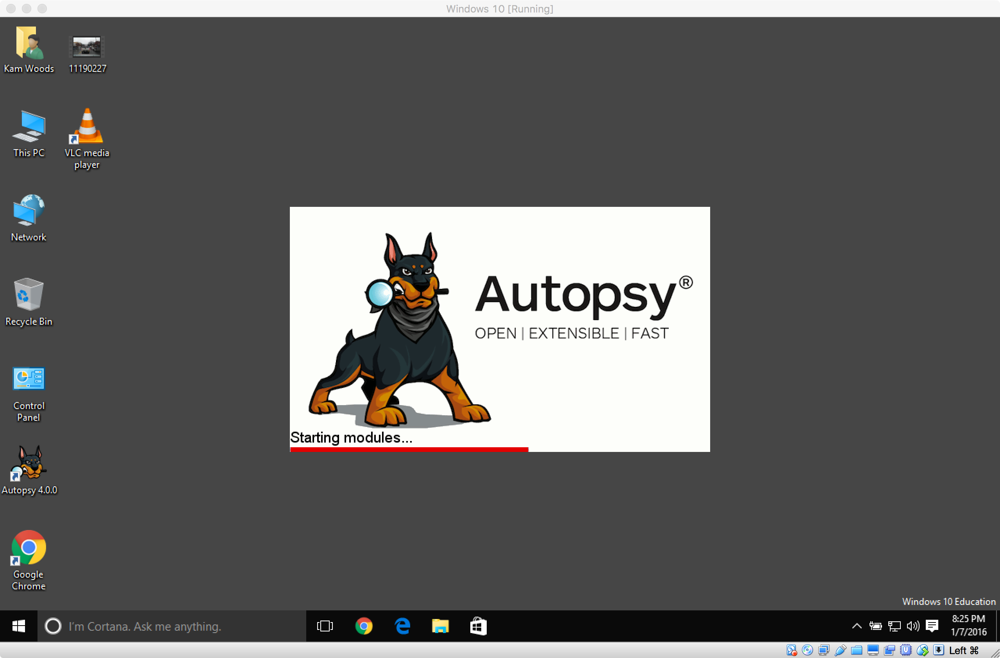 Windows 10 [Running]
Kam Woods
11190227
This PC
VLC media
player
Network
Recycle Bin
Control
Panel
Autopsy 4.0.0
Google
Chrome
Autopsy®
OPEN | EXTENSIBLE | FAST
Starting modules...
Windows 10 Education
I'm Cortana. Ask me anything.
8:25 PM
1/7/2016
Left ⌘